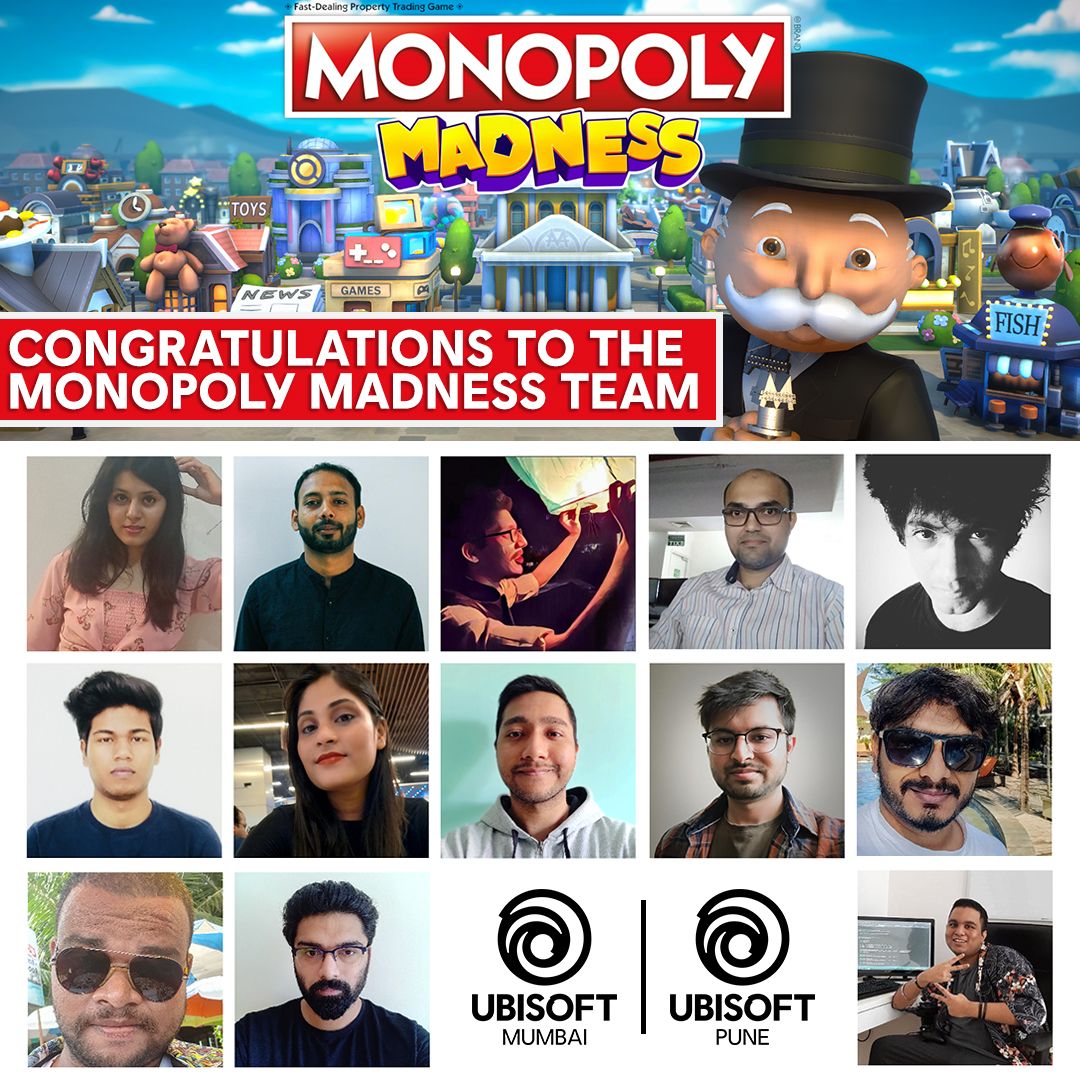 Fast-Dealing Property Trading Game
MONOPOLY
BRAND
MADNESS
TOYS
NEWS
GAMES
FISH
CONGRATULATIONS TO THE
MONOPOLY MADNESS TEAM
UBISOFT
MUMBAI
UBISOFT
PUNE